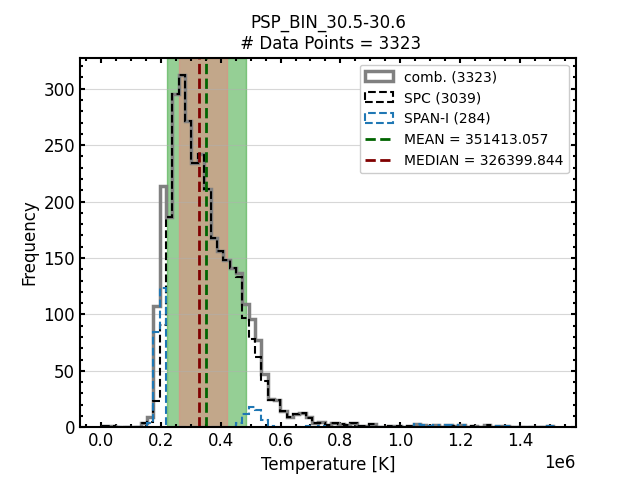 PSP_BIN_30.5-30.6
# Data Points = 3323
comb. (3323)
SPC (3039)
SPAN-I (284)
MEAN = 351413.057
MEDIAN = 326399.844
300
250
200
150
100
50
0
Frequency
0.0 0.2 0.4 0.6 0.8 1.0 1.2 1.4
Temperature [K]
1e6